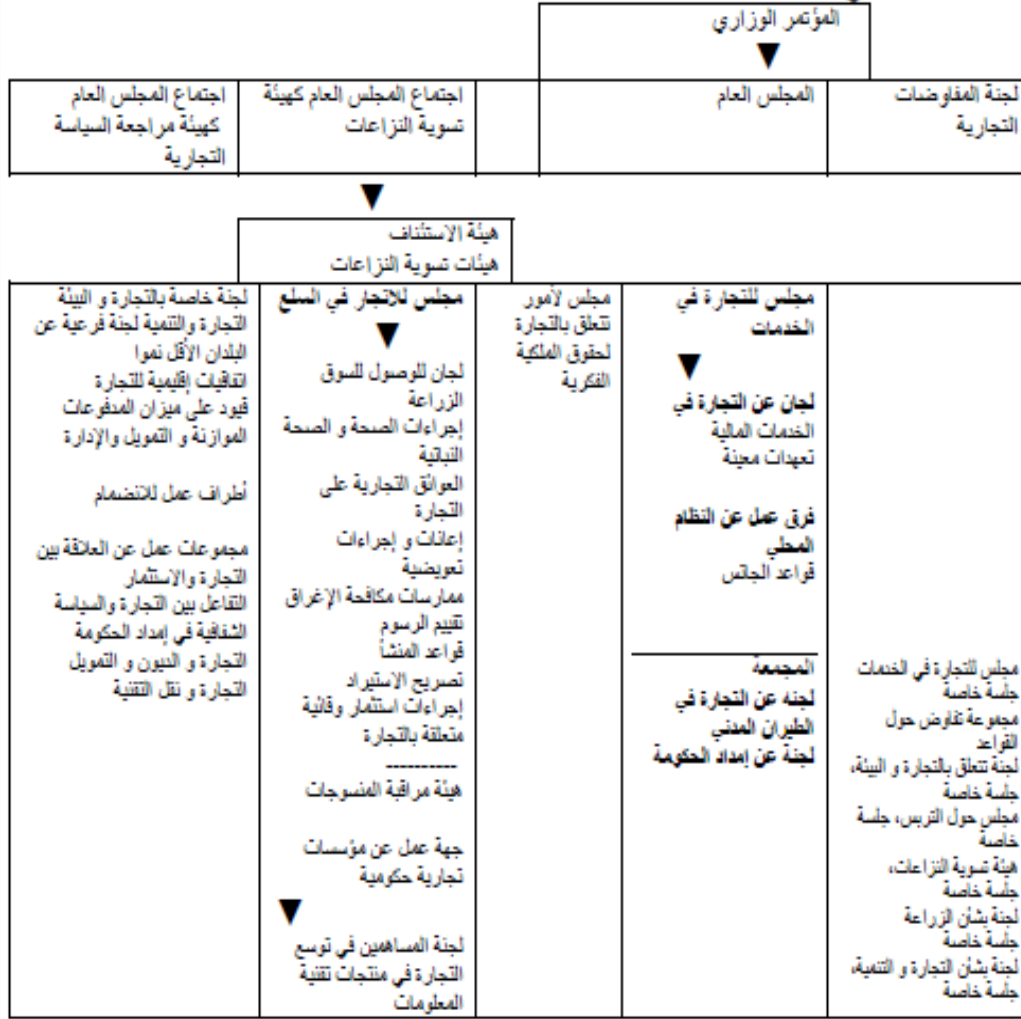 المؤتمر الوزاري
لجنة المفاوضات
التجارية
المجلس العام
اجتماع المجلس العام كهيئة
تسوية النزاعات
اجتماع المجلس العام
كهيئة مراجعة السياسة
التجارية
هيئة الاستئناف
هيئات تسوية النزاعات
مجلس للتجارة في الخدمات
جلسة خاصة
مجموعة تفاوض حول
القواعد
لجنة تتعلق بالتجارة و البيئة،
جلسة خاصة
مجلس حول التربس، جلسة
خاصة
هيئة تسوية النزاعات،
جلسة خاصة
لجنة بشأن الزراعة
جلسة خاصة
لجنة بشأن التجارة و التنمية،
جلسة خاصة
مجلس للتجارة في
الخدمات
لجان عن التجارة في
الخدمات المالية
تعهدات معينة
فرق عمل عن النظام
المحلي
قواعد الجاتس
المجمعة
لجنه عن التجارة في
الطيران المدني
لجنة عن إمداد الحكومة
مجلس لأمور
تتعلق بالتجارة
لحقوق الملكية
الفكرية
مجلس للاتجار في السلع
لجان للوصول للسوق
الزراعة
إجراءات الصحة و الصحة
النباتية
العوائق التجارية على
التجارة
إعانات و إجراءات
تعويضية
ممارسات مكافحة الإغراق
تقييم الرسوم
قواعد المنشأ
تصريح الاستيراد
إجراءات استثمار وقائية
متعلقة بالتجارة
----------
هيئة مراقبة المنسوجات
جهة عمل عن مؤسسات
تجارية حكومية
لجنة المساهمين في توسع
التجارة في منتجات تقنية
المعلومات
لجنة خاصة بالتجارة و البيئة
التجارة والتنمية لجنة فرعية عن
البلدان الأقل نموا
اتفاقيات إقليمية للتجارة
قيود على ميزان المدفوعات
الموازنة و التمويل والإدارة
أطراف عمل للانضمام
مجموعات عمل عن العلاقة بين
التجارة والاستثمار
التفاعل بين التجارة والسياسة
الشفافية في إمداد الحكومة
التجارة و الديون و التمويل
التجارة و نقل التقنية